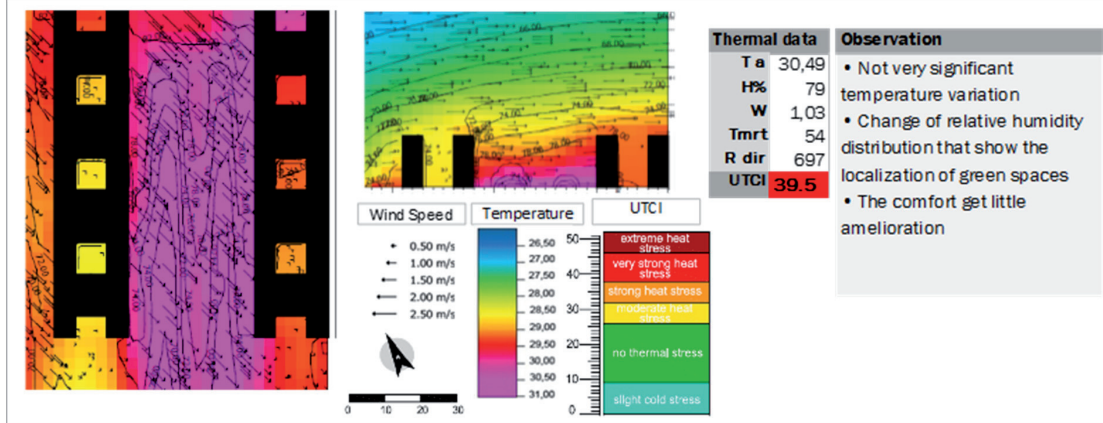 Thermal data
T a 30,49
H% 79
W 1,03
Tmrt 54
R dir 697
UTCI 39.5
Observation
• Not very significant
temperature variation
• Change of relative humidity
distribution that show the
localization of green spaces
• The comfort get little
amelioration
Wind Speed
0.50 m/s
1.00 m/s
1.50 m/s
2.00 m/s
2.50 m/s
Temperature
26,50
27,00
27,50
28,00
28,50
29,00
29,50
30,00
30,50
31,00
UTCI
50
40
30
20
10
0
extreme heat
stress
very strong heat
stress
strong heat stress
moderate heat
stress
no thermal stress
slight cold stress
0 10 20 30